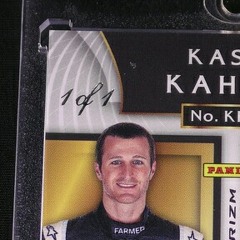 KAS
KAHN
1 of 1
No. K
PANINI
PRIZM
FARMER